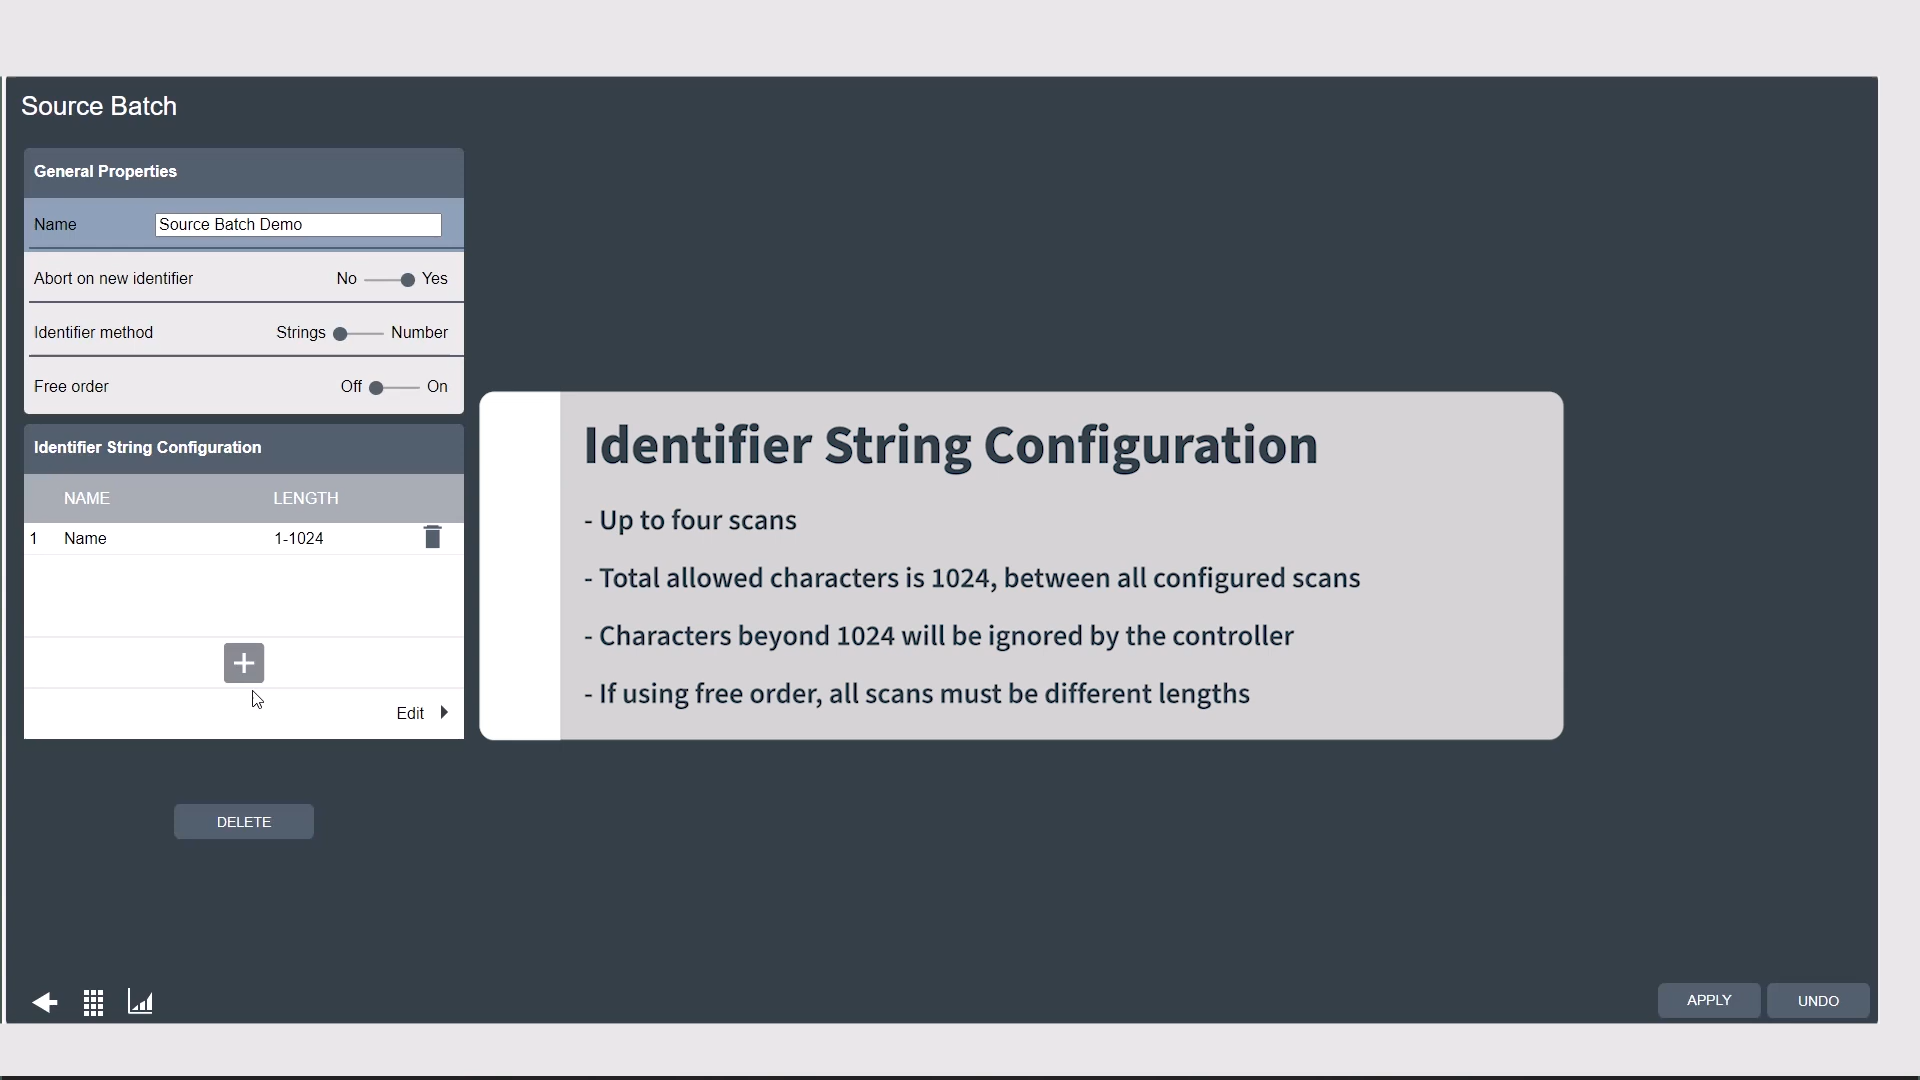 Source Batch
General Properties
Name Source Batch Demo
Abort on new identifier No Yes
Identifier method Strings Number
Free order Off On
Identifier String Configuration
NAME LENGTH
1 Name 1-1024
Edit
DELETE
Identifier String Configuration
- Up to four scans
- Total allowed characters is 1024, between all configured scans
- Characters beyond 1024 will be ignored by the controller
- If using free order, all scans must be different lengths
APPLY UNDO